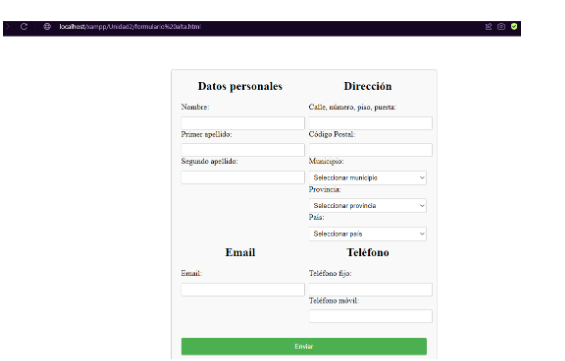 localhost/xampp/Unidad2/formulario%20alta.html
Datos personales
Dirección
Nombre:
Calle, número, piso, puerta:
Primer apellido:
Código Postal:
Segundo apellido:
Municipio:
Seleccionar municipio
Provincia:
Seleccionar provincia
País:
Seleccionar país
Email
Teléfono
Email:
Teléfono fijo:
Teléfono móvil:
Enviar